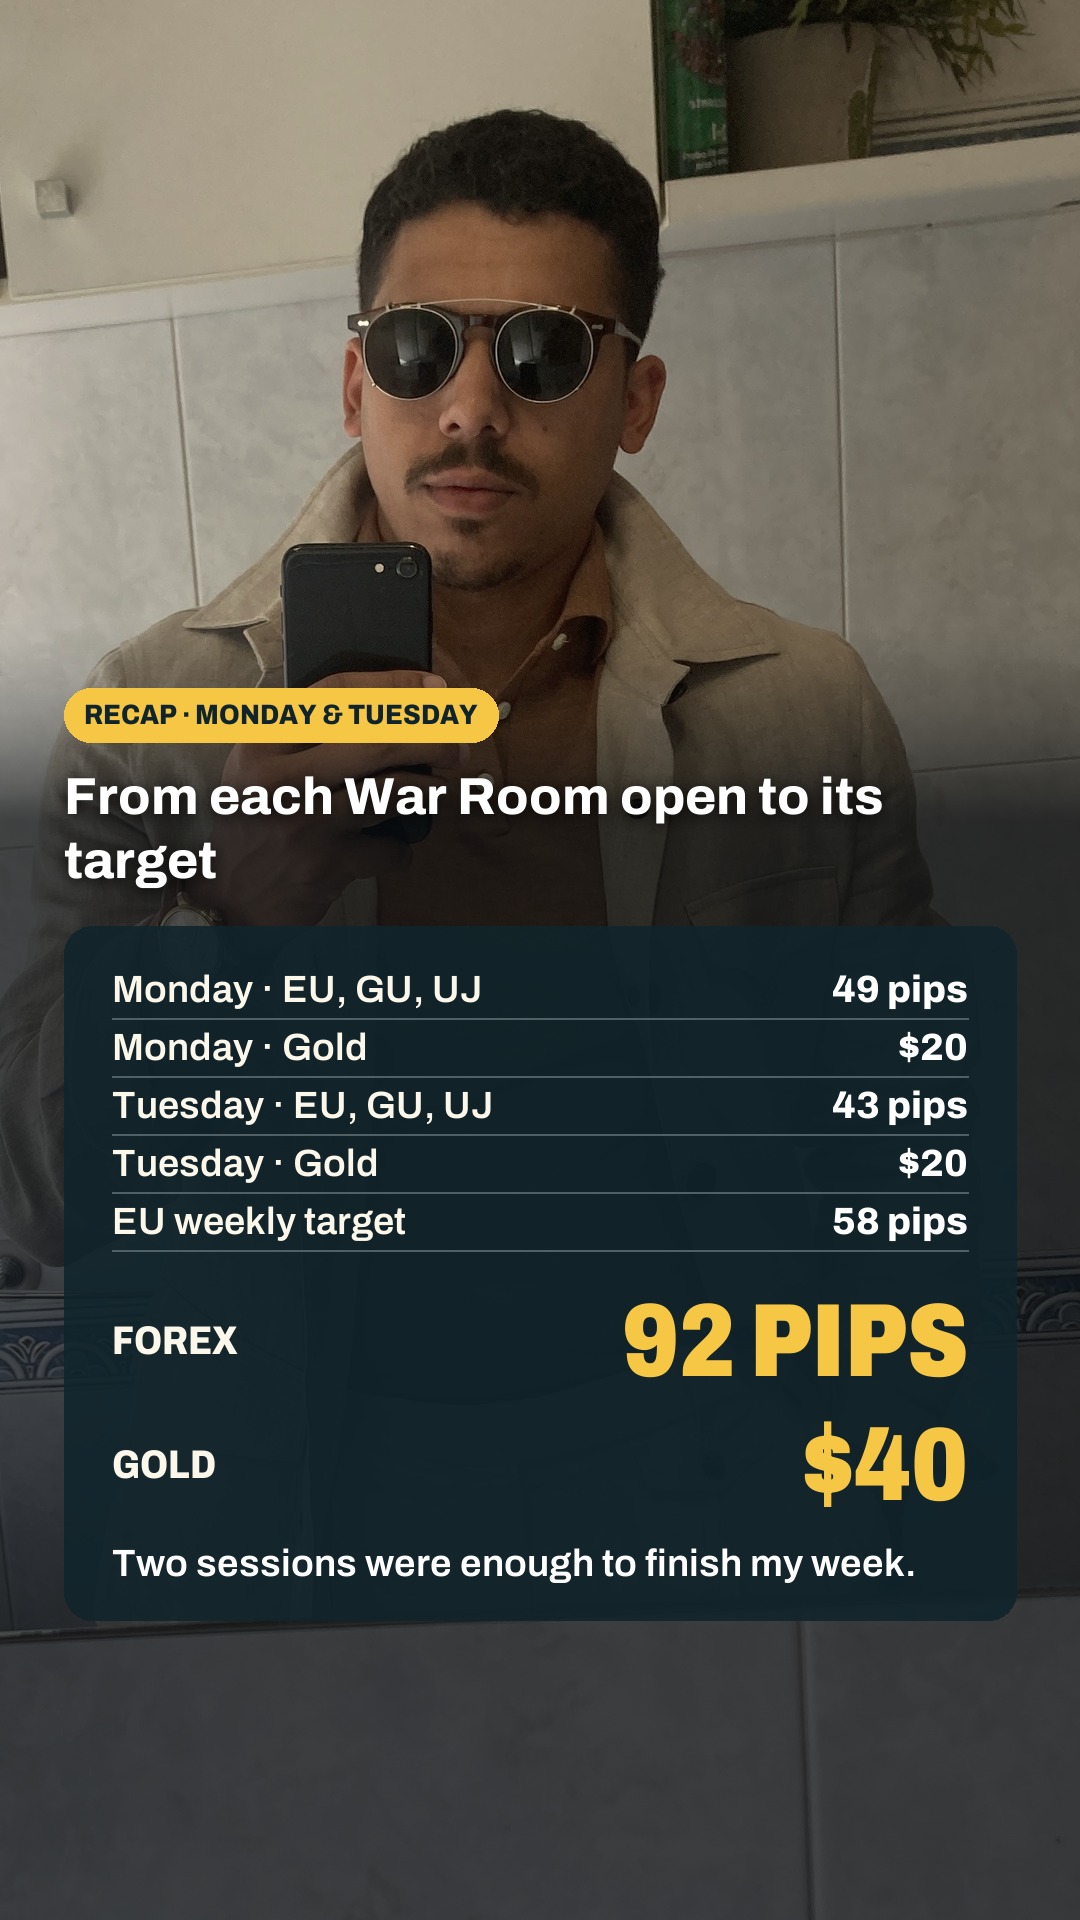 RECAP · MONDAY & TUESDAY
From each War Room open to its
target
Monday · EU, GU, UJ 49 pips
Monday · Gold $20
Tuesday · EU, GU, UJ 43 pips
Tuesday · Gold $20
EU weekly target 58 pips
FOREX 92 PIPS
GOLD $40
Two sessions were enough to finish my week.